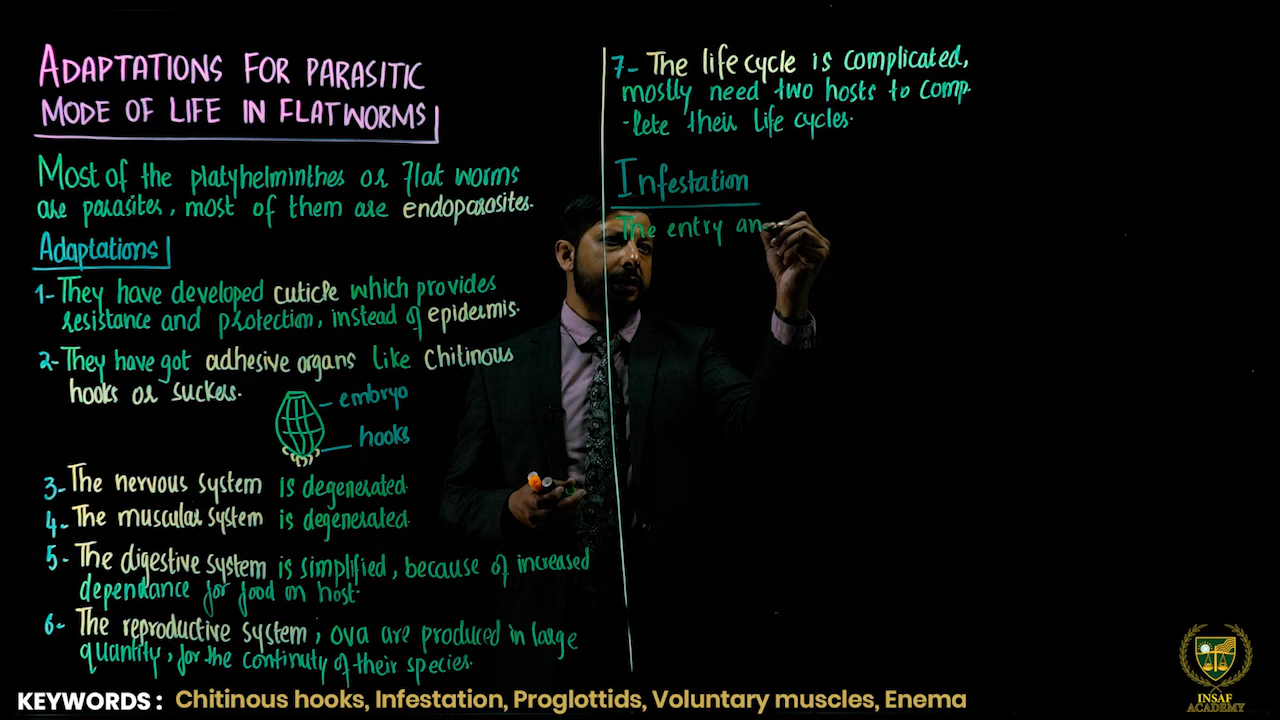 ADAPTATIONS FOR PARASITIC
MODE OF LIFE IN FLATWORMS
Most of the platyhelminthes or Flat worms
are parasites, most of them are endoparasites.
Adaptations
1- They have developed cuticle which provides
resistance and protection, instead of epidermis.
2- They have got adhesive organs like chitinous
hooks or suckers.
embryo
hooks
3- The nervous system is degenerated.
4- The muscular system is degenerated.
5- The digestive system is simplified, because of increased
dependance for food on host.
6- The reproductive system; ova are produced in large
quantity, for the continuity of their species.
7- The life cycle is complicated,
mostly need two hosts to comp-
-lete their life cycles.
Infestation
The entry an
KEYWORDS : Chitinous hooks, Infestation, Proglottids, Voluntary muscles, Enema
INSAF
ACADEMY